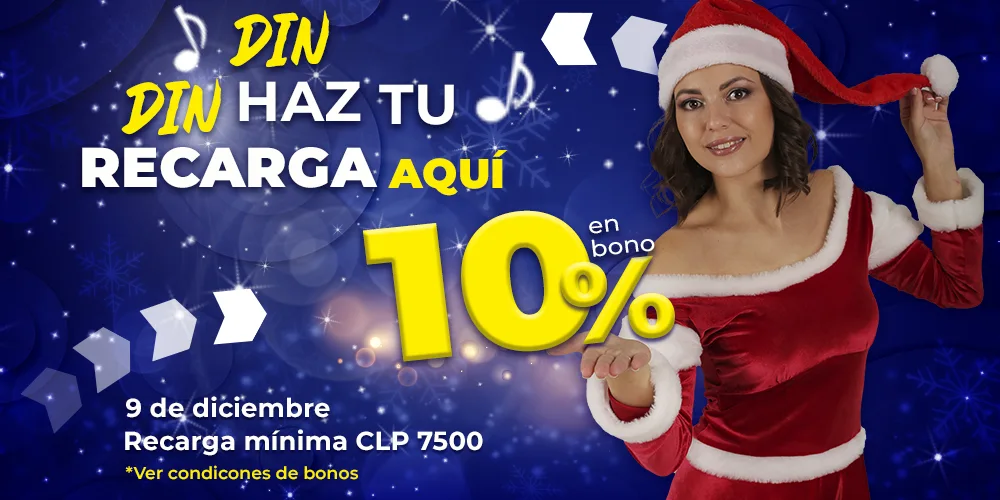 DIN
DIN HAZ TU
RECARGA AQUÍ
10%
en
bono
9 de diciembre
Recarga mínima CLP 7500
*Ver condicones de bonos